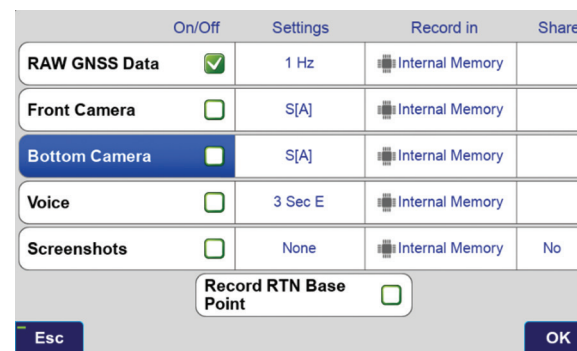 On/Off Settings Record in Share
RAW GNSS Data 1 Hz Internal Memory
Front Camera S[A] Internal Memory
Bottom Camera S[A] Internal Memory
Voice 3 Sec E Internal Memory
Screenshots None Internal Memory No
Record RTN Base
Point
Esc OK